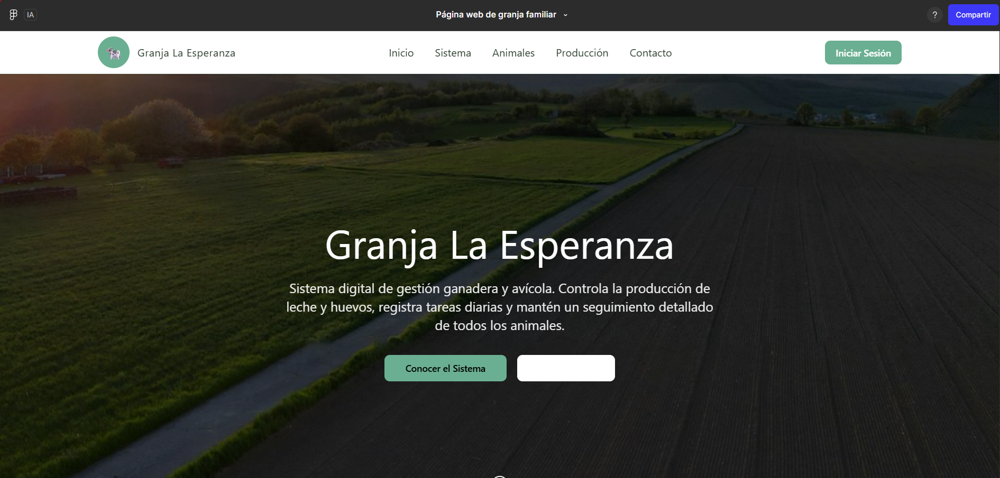 IA
Página web de granja familiar
?
Compartir
Granja La Esperanza
Inicio
Sistema
Animales
Producción
Contacto
Iniciar Sesión
Granja La Esperanza
Sistema digital de gestión ganadera y avícola. Controla la producción de
leche y huevos, registra tareas diarias y mantén un seguimiento detallado
de todos los animales.
Conocer el Sistema